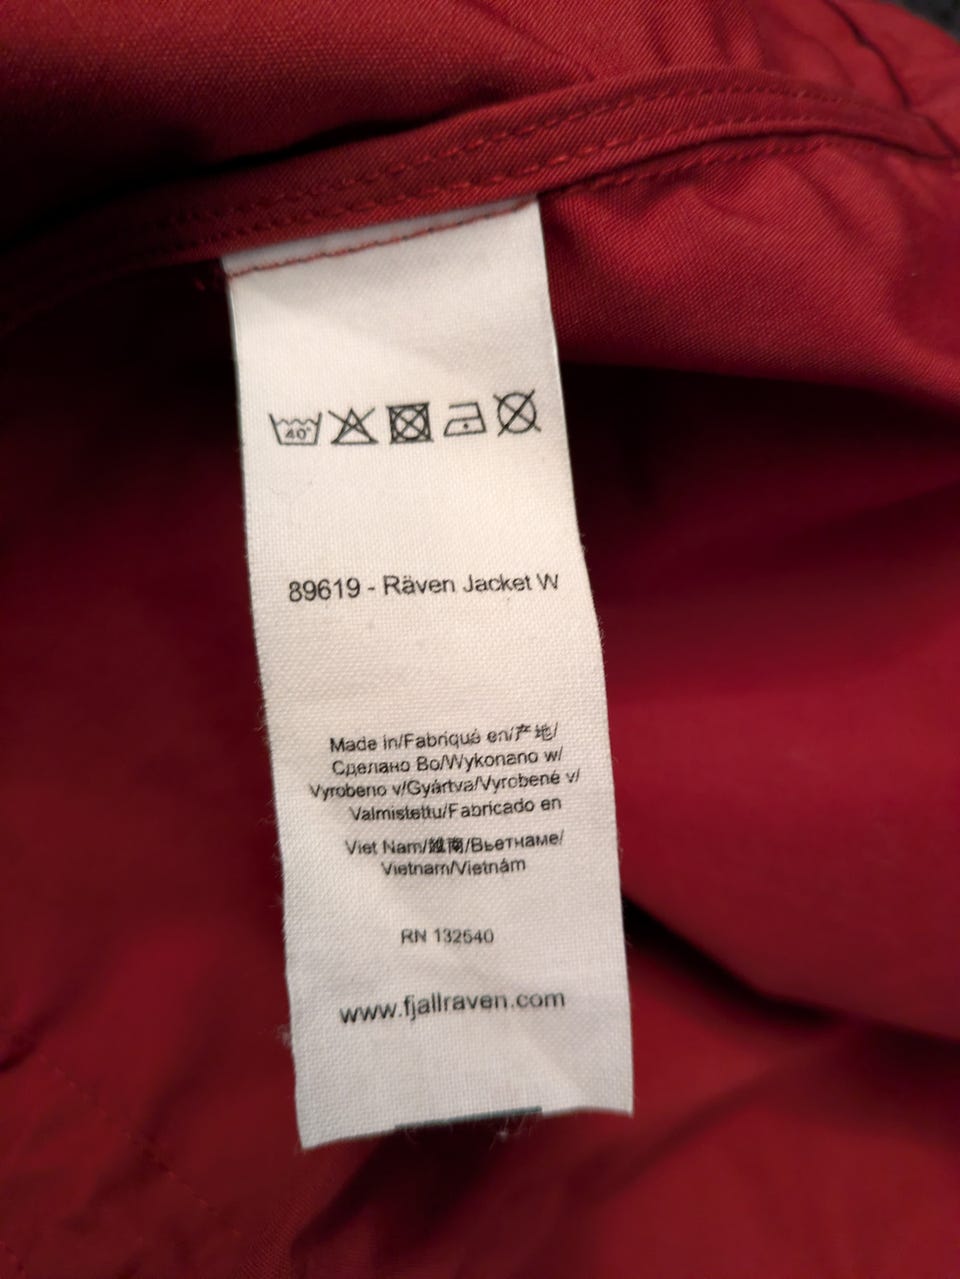 40°
89619 - Räven Jacket W
Made in/Fabriqué en/产地/
Сделано Во/Wykonano w/
Vyrobeno v/Gyártva/Vyrobené v/
Valmistettu/Fabricado en
Viet Nam/越南/Вьетнаме/
Vietnam/Vietnám
RN 132540
www.fjallraven.com